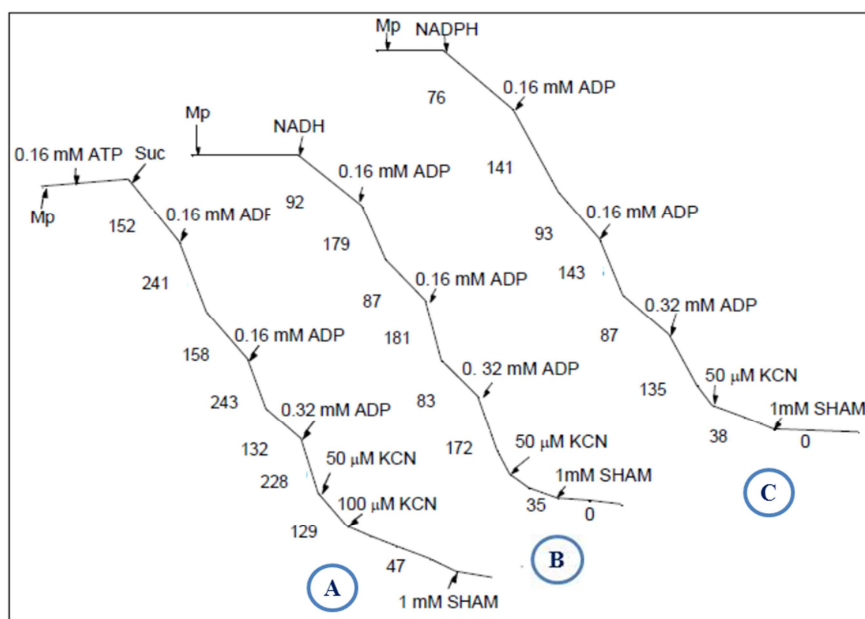 Mp
0.16 mM ATP
Suc
152
0.16 mM ADF
241
0.16 mM ADP
158
243
0.32 mM ADP
132
228
50 μM KCN
100 μM KCN
129
47
1 mM SHAM
A
Mp
NADH
92
0.16 mM ADP
179
0.16 mM ADP
87
181
0. 32 mM ADP
83
172
50 μM KCN
1mM SHAM
35
0
B
Mp
NADPH
76
0.16 mM ADP
141
0.16 mM ADP
93
143
0.32 mM ADP
87
135
50 μM KCN
1mM SHAM
38
0
C